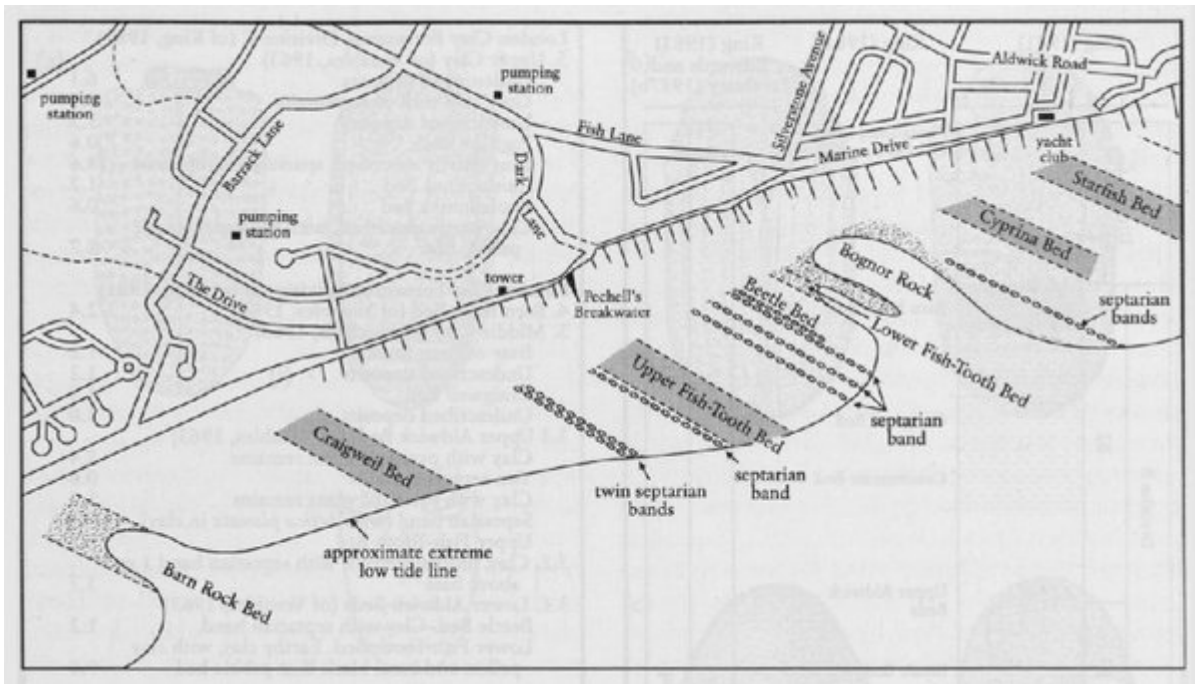 pumping
station
Barrack Lane
pumping
station
The Drive
pumping
station
Dark
Lane
Fish Lane
tower
Pechell's
Breakwater
Silverstone Avenue
Marine Drive
Aldwick Road
yacht
club
Starfish Bed
Cyprina Bed
Bognor Rock
septarian
bands
Beetle Bed
Lower Fish-Tooth Bed
Upper Fish-Tooth Bed
septarian
band
septarian
band
twin septarian
bands
Craigweil Bed
approximate extreme
low tide line
Barn Rock Bed